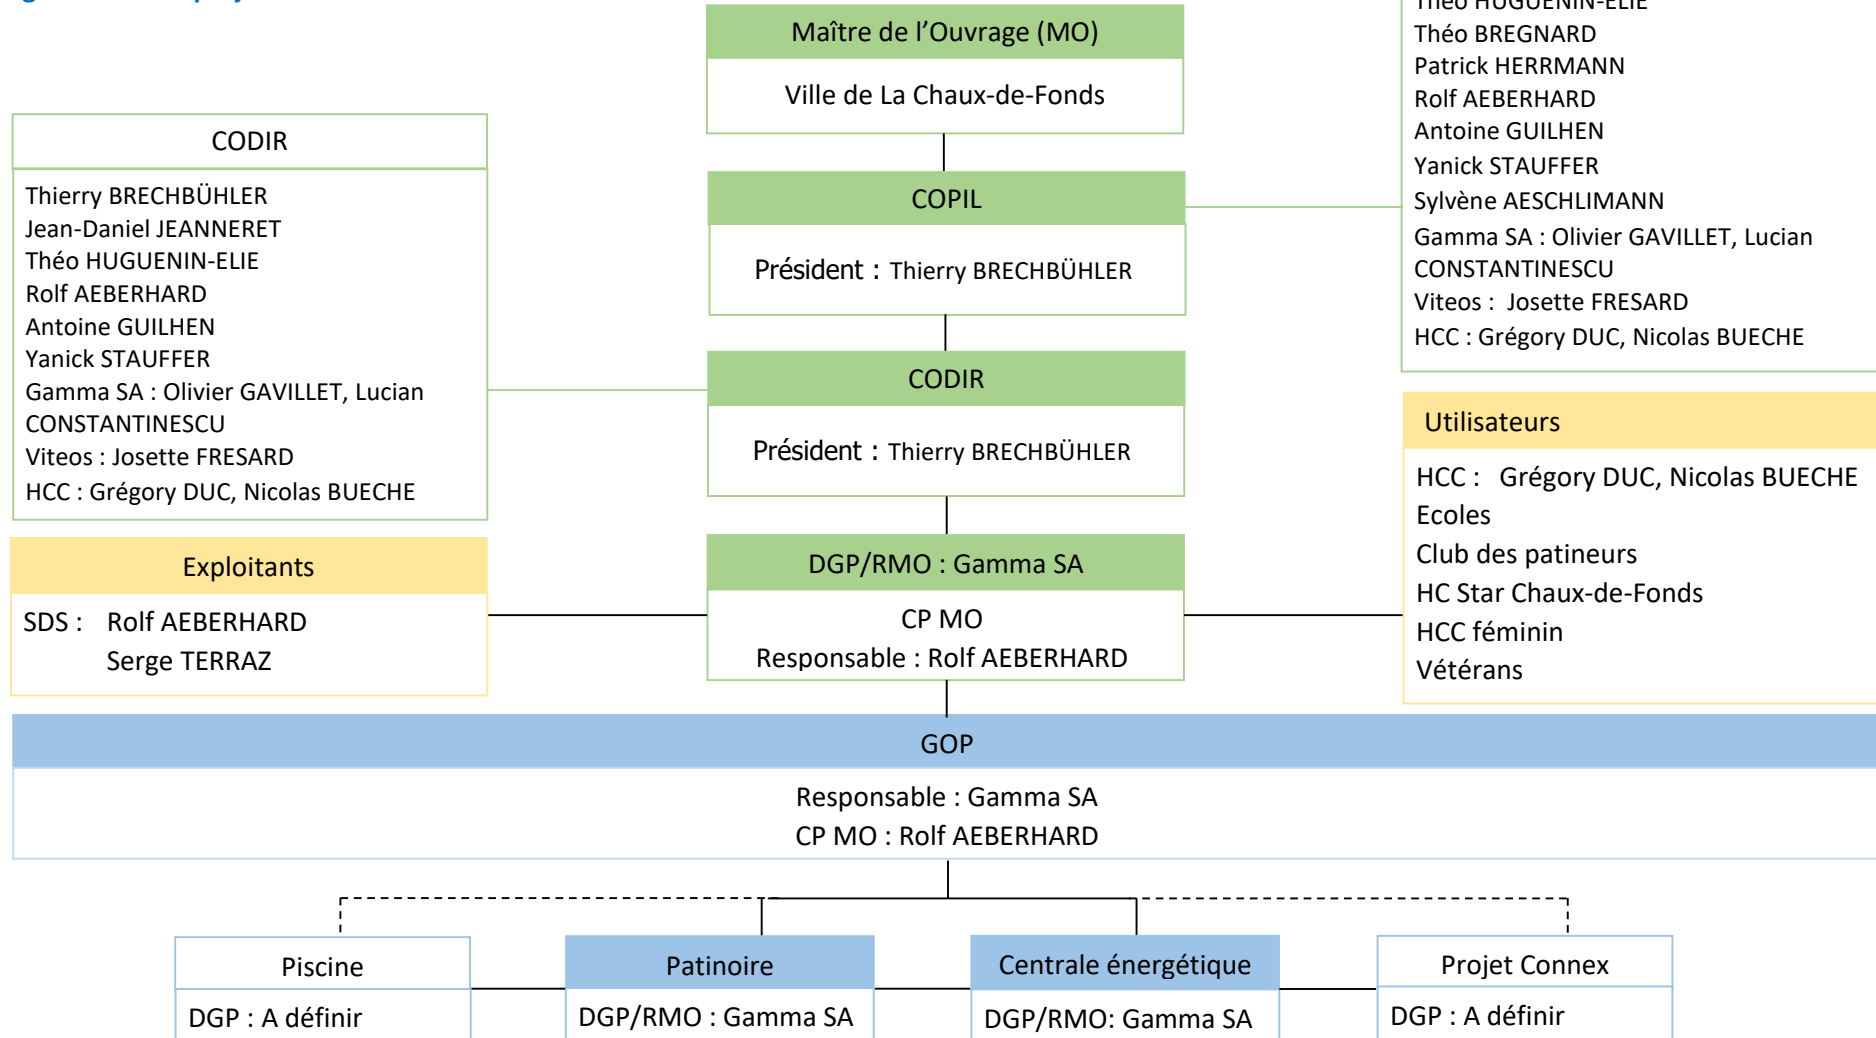 Maître de l'Ouvrage (MO)
Ville de La Chaux-de-Fonds
CODIR
Thierry BRECHBÜHLER
Jean-Daniel JEANNERET
Théo HUGUENIN-ELIE
Rolf AEBERHARD
Antoine GUILHEN
Yanick STAUFFER
Gamma SA : Olivier GAVILLET, Lucian
CONSTANTINESCU
Viteos : Josette FRESARD
HCC : Grégory DUC, Nicolas BUECHE
COPIL
Président : Thierry BRECHBÜHLER
Théo HUGUENIN-ELIE
Théo BREGNARD
Patrick HERRMANN
Rolf AEBERHARD
Antoine GUILHEN
Yanick STAUFFER
Sylvène AESCHLIMANN
Gamma SA : Olivier GAVILLET, Lucian
CONSTANTINESCU
Viteos : Josette FRESARD
HCC : Grégory DUC, Nicolas BUECHE
CODIR
Président : Thierry BRECHBÜHLER
Exploitants
SDS : Rolf AEBERHARD
Serge TERRAZ
DGP/RMO : Gamma SA
CP MO
Responsable : Rolf AEBERHARD
Utilisateurs
HCC : Grégory DUC, Nicolas BUECHE
Ecoles
Club des patineurs
HC Star Chaux-de-Fonds
HCC féminin
Vétérans
GOP
Responsable : Gamma SA
CP MO : Rolf AEBERHARD
Piscine
DGP : A définir
Patinoire
DGP/RMO : Gamma SA
Centrale énergétique
DGP/RMO: Gamma SA
Projet Connex
DGP : A définir